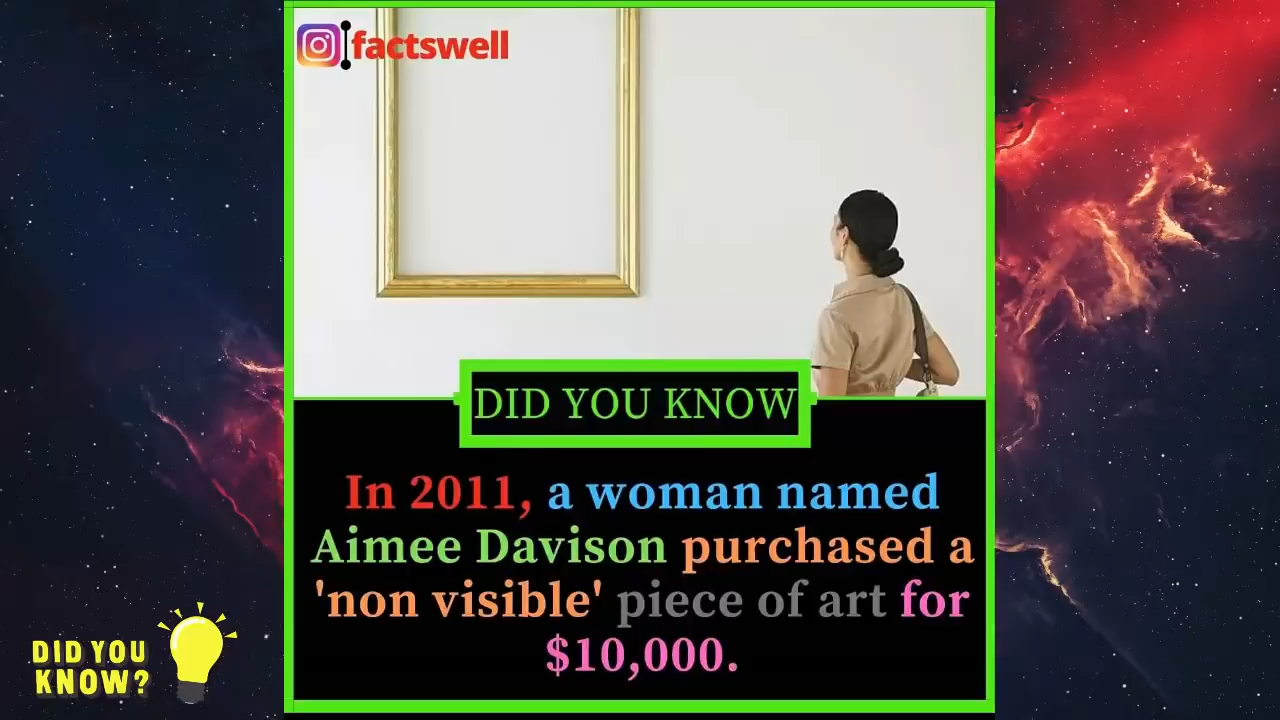 factswell
DID YOU KNOW
In 2011, a woman named
Aimee Davison purchased a
'non visible' piece of art for
$10,000.
DID YOU
KNOW?